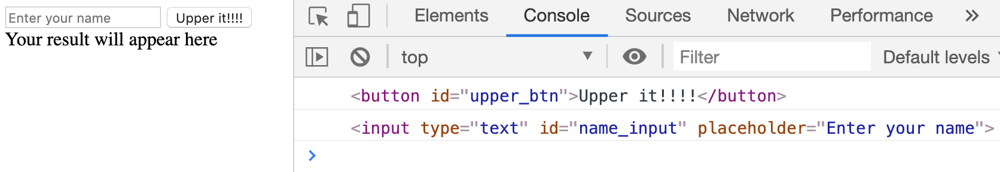 Enter your name Upper it!!!!
Your result will appear here
Elements Console Sources Network Performance »
top Filter Default levels
<button id="upper_btn">Upper it!!!!</button>
<input type="text" id="name_input" placeholder="Enter your name">
>